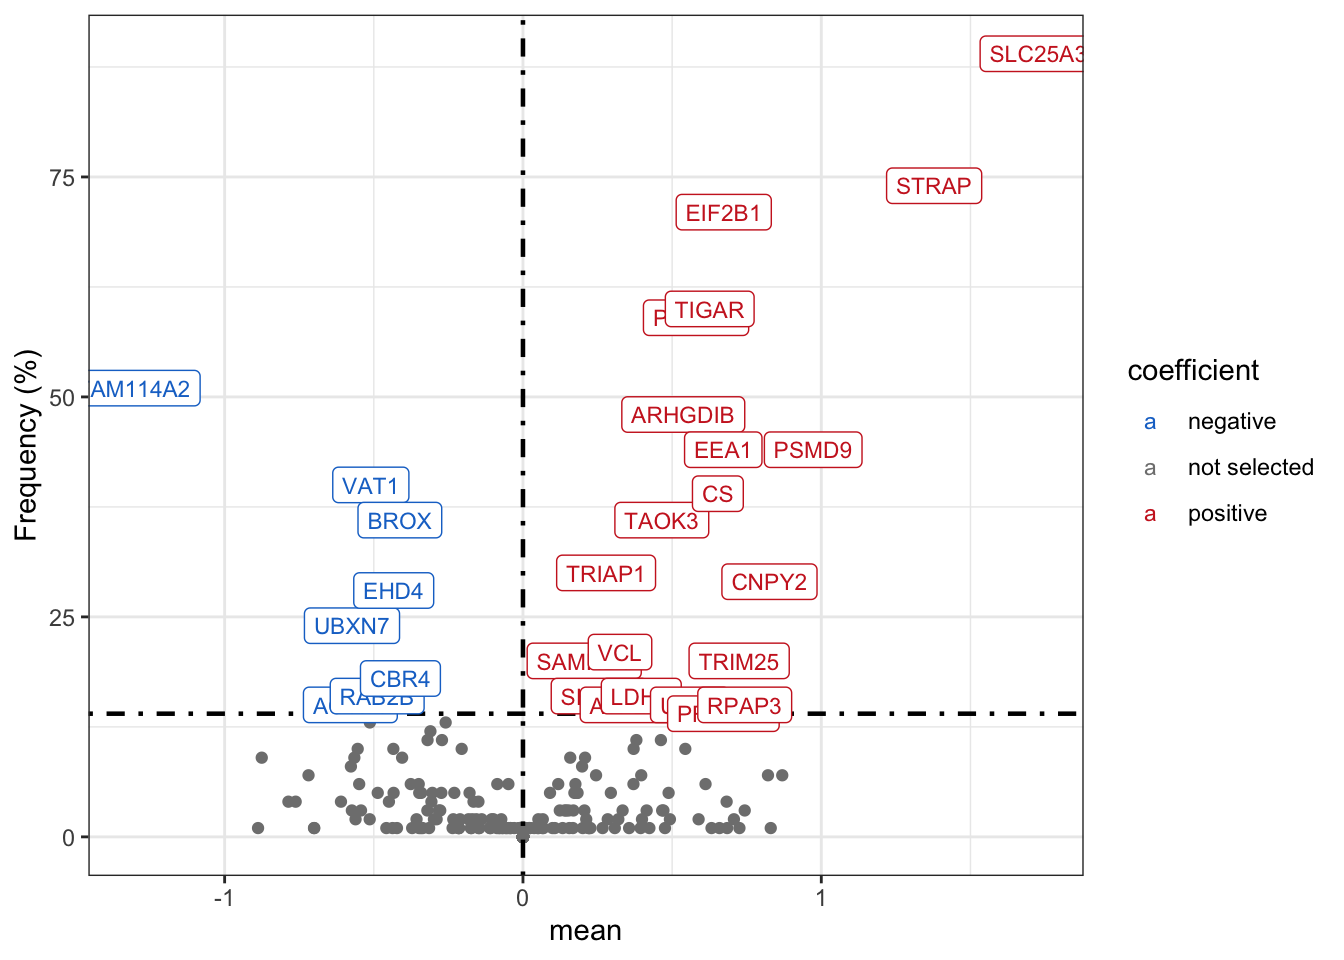 SLC25A3
75
STRAP
EIF2B1
TIGAR
AM114A2
50
ARHGDIB
EEA1
PSMD9
VAT1
CS
BROX
TAOK3
TRIAP1
CNPY2
EHD4
25
UBXN7
VCL
TRIM25
CBR4
RAB2B
RPAP3
0
-1
0
1
mean
Frequency (%)
coefficient
a negative
a not selected
a positive